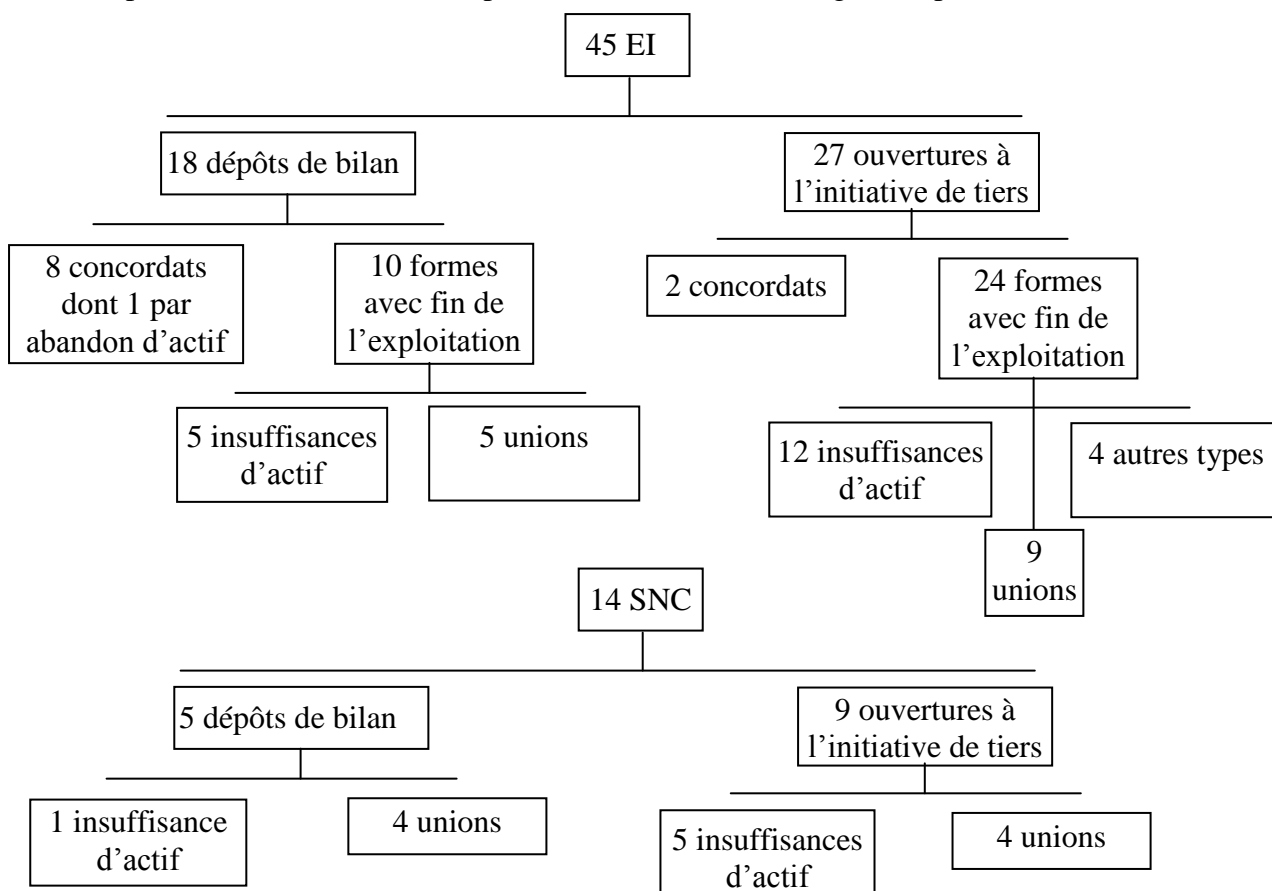 45 EI
18 dépôts de bilan
27 ouvertures à
l'initiative de tiers
8 concordats
dont 1 par
abandon d'actif
10 formes
avec fin de
l'exploitation
2 concordats
24 formes
avec fin de
l'exploitation
5 insuffisances
d'actif
5 unions
12 insuffisances
d'actif
4 autres types
9
unions
14 SNC
5 dépôts de bilan
9 ouvertures à
l'initiative de tiers
1 insuffisance
d'actif
4 unions
5 insuffisances
d'actif
4 unions